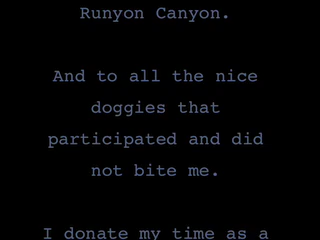 Runyon Canyon.
And to all the nice
doggies that
participated and did
not bite me.
I donate my time as a